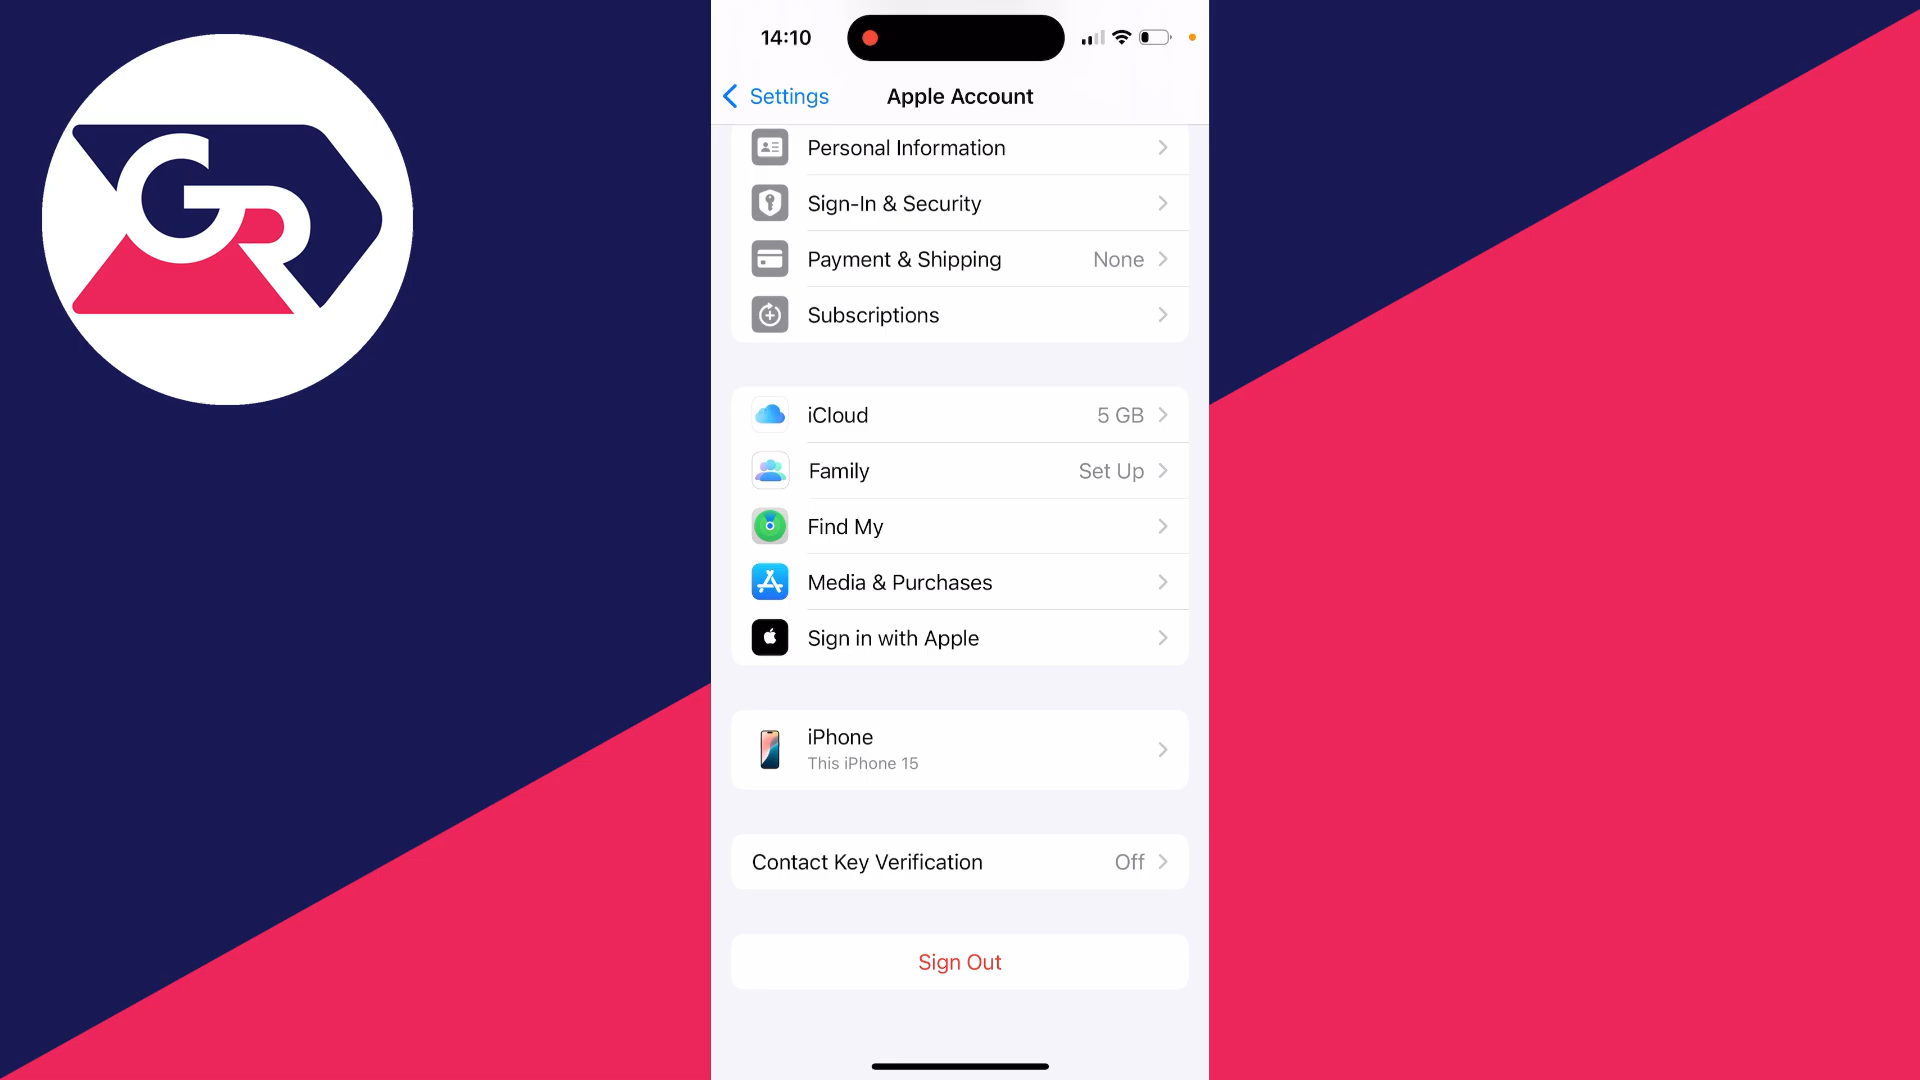 14:10
Settings
Apple Account
Personal Information
Sign-In & Security
Payment & Shipping None
Subscriptions
iCloud 5 GB
Family Set Up
Find My
Media & Purchases
Sign in with Apple
iPhone
This iPhone 15
Contact Key Verification Off
Sign Out
GR